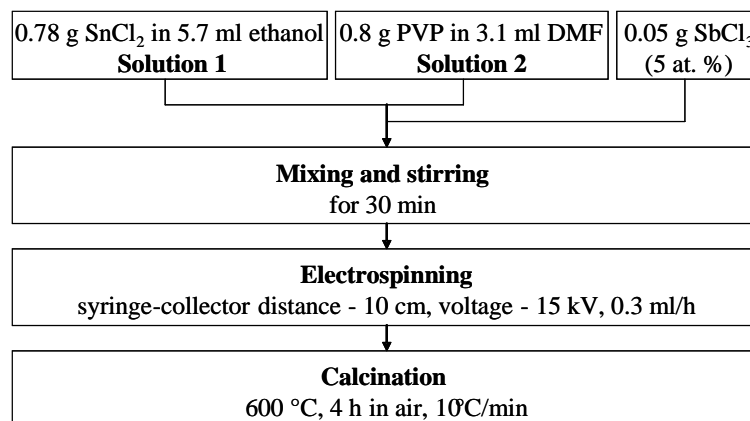 0.78 g SnCl₂ in 5.7 ml ethanol
Solution 1
0.8 g PVP in 3.1 ml DMF
Solution 2
0.05 g SbCl₃
(5 at. %)
Mixing and stirring
for 30 min
Electrospinning
syringe-collector distance - 10 cm, voltage - 15 kV, 0.3 ml/h
Calcination
600 °C, 4 h in air, 10°C/min